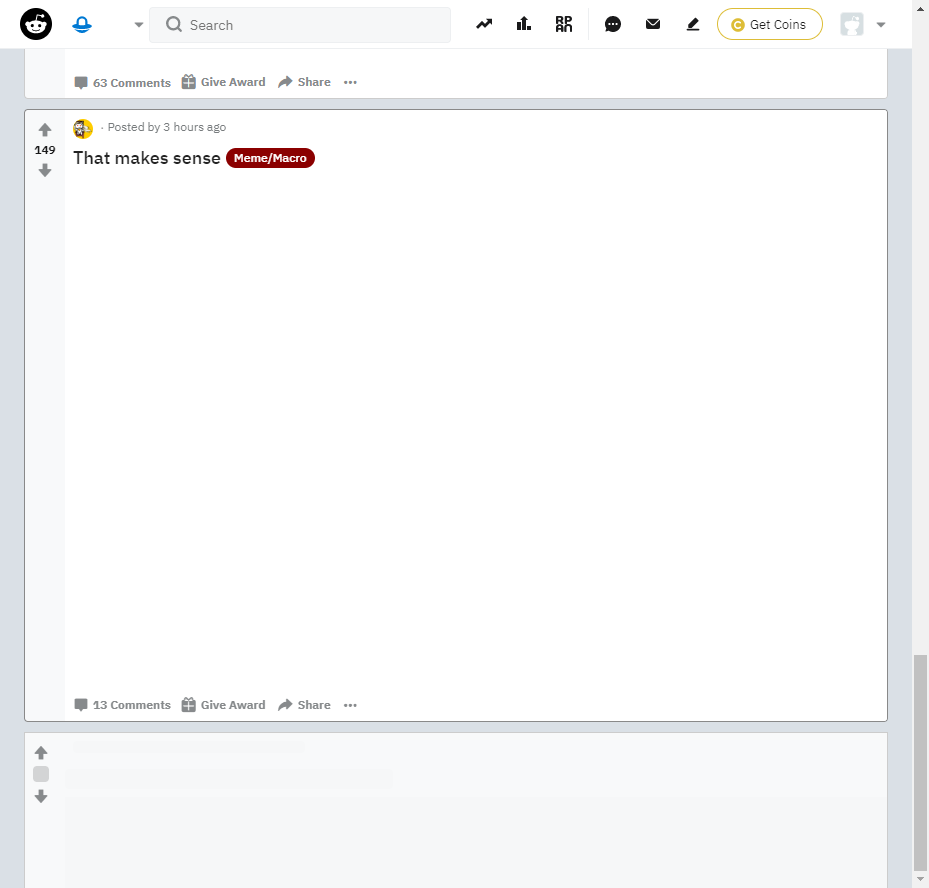 Search
RPAN
Get Coins
63 Comments Give Award Share
149
· Posted by 3 hours ago
That makes sense Meme/Macro
13 Comments Give Award Share